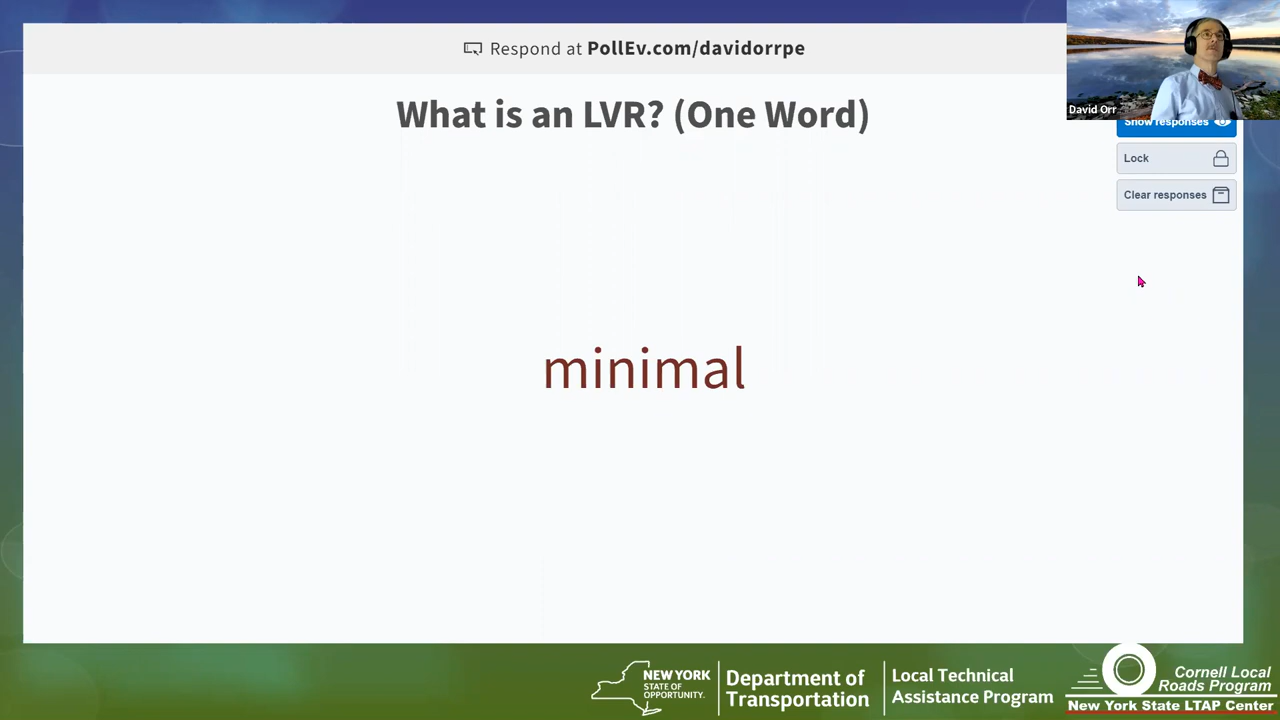 Respond at PollEv.com/davidorrpe
What is an LVR? (One Word)
David Orr
Show responses
Lock
Clear responses
minimal
NEW YORK
STATE OF
OPPORTUNITY.
Department of
Transportation
Local Technical
Assistance Program
Cornell Local
Roads Program
New York State LTAP Center